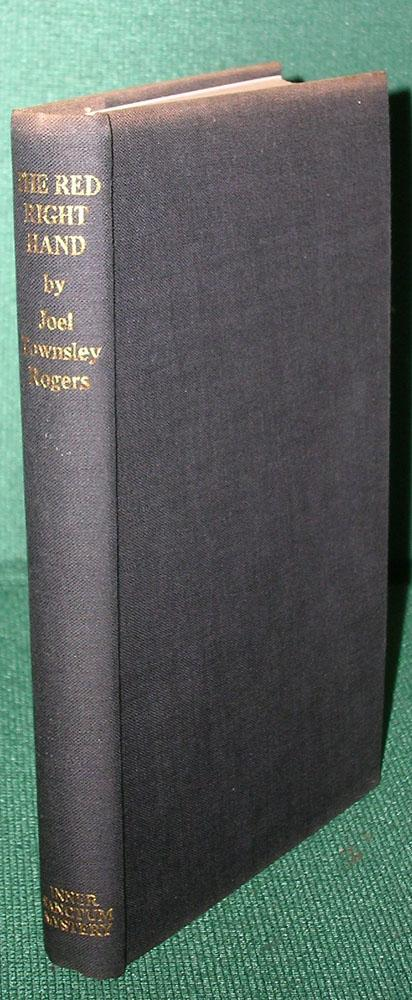 THE RED
RIGHT
HAND
by
Joel
Townsley
Rogers
INNER
SANCTUM
MYSTERY